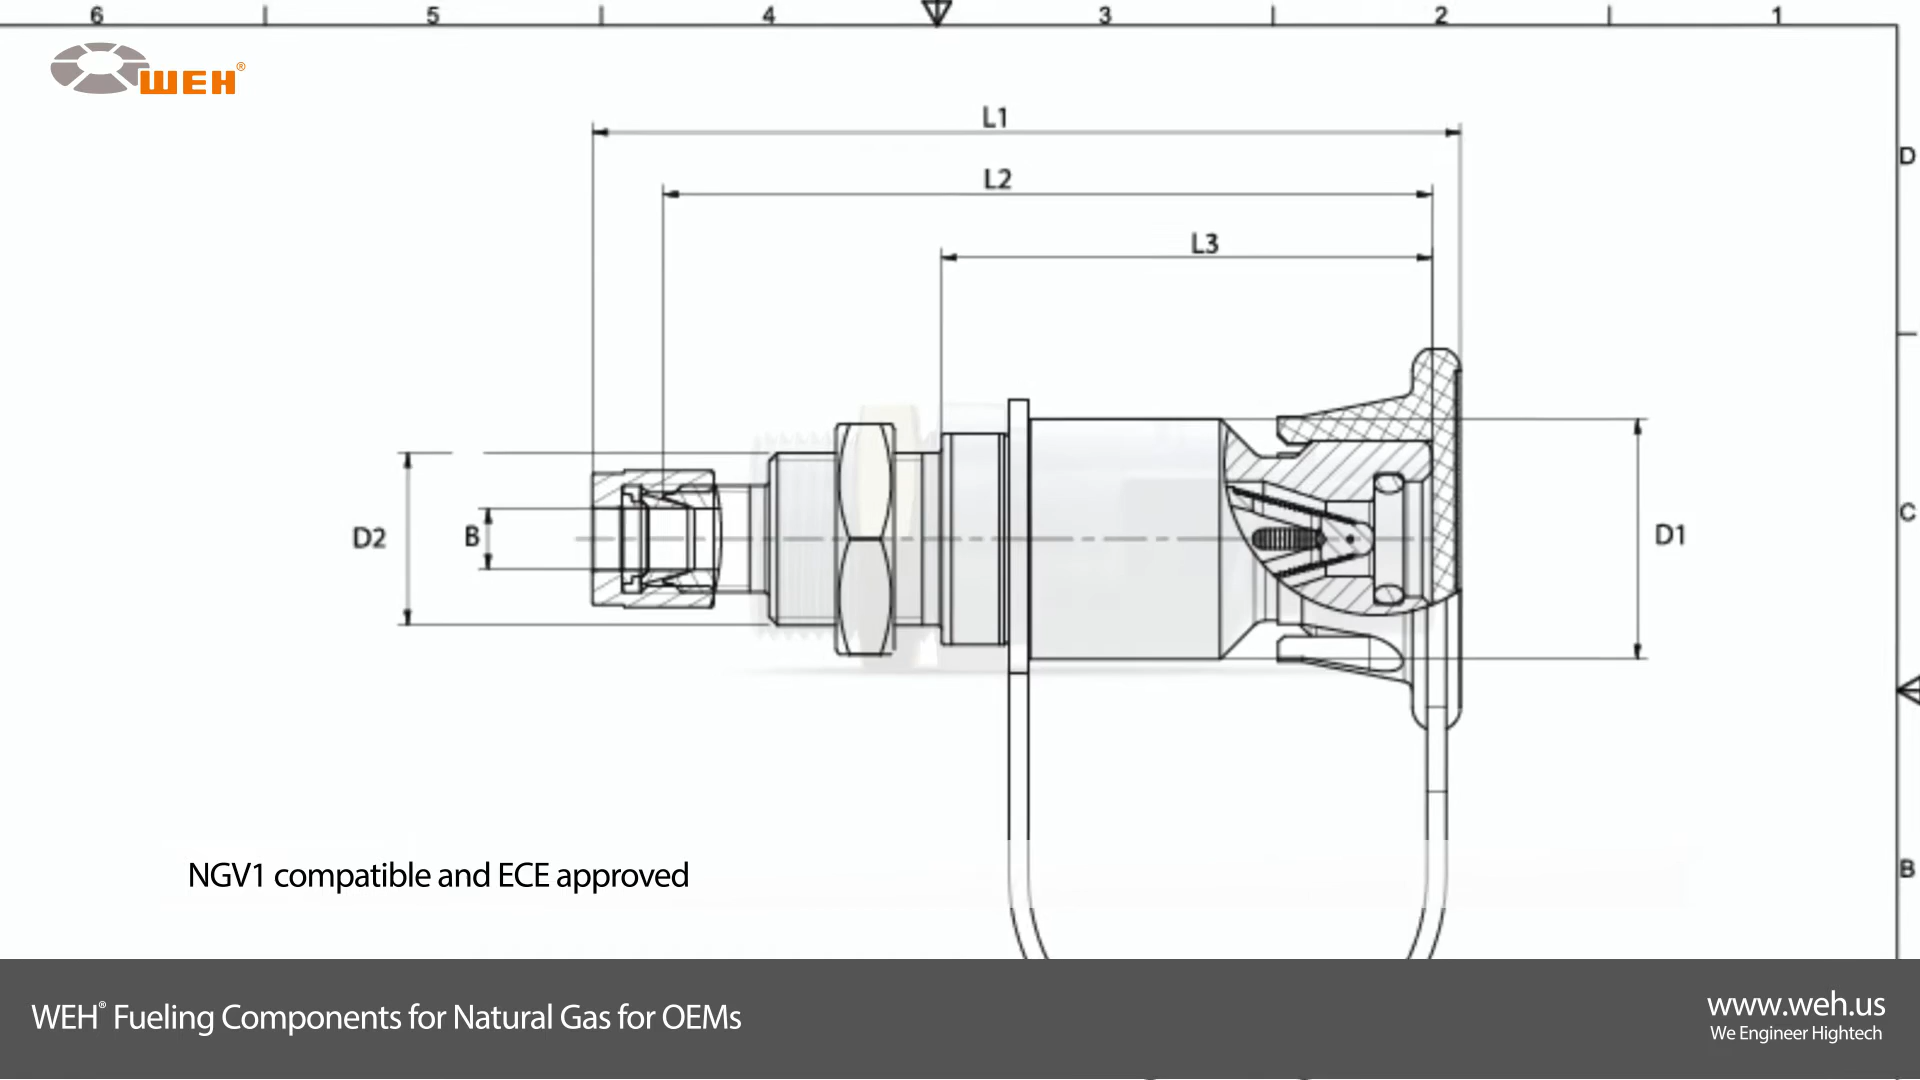 6 5 4 3 2 1
WEH®
L1
D
L2
L3
D2
B
D1
C
NGV1 compatible and ECE approved
B
WEH® Fueling Components for Natural Gas for OEMs
www.weh.us
We Engineer Hightech